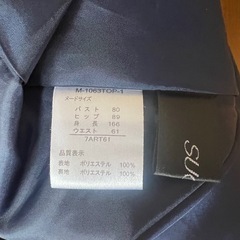 M-1063TOP-1
ヌードサイズ
バスト 80
ヒップ 89
身長 166
ウエスト 61
7ART61
品質表示
表地 ポリエステル 100%
裏地 ポリエステル 100%